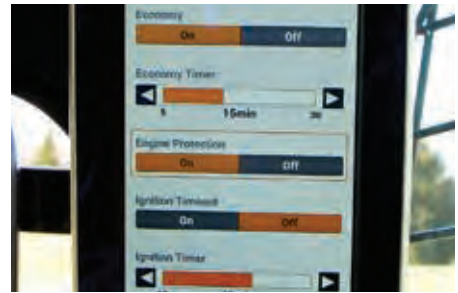 Economy
On Off
Economy Timer
5 15min 30
Engine Protection
On Off
Ignition Timeout
On Off
Ignition Timer